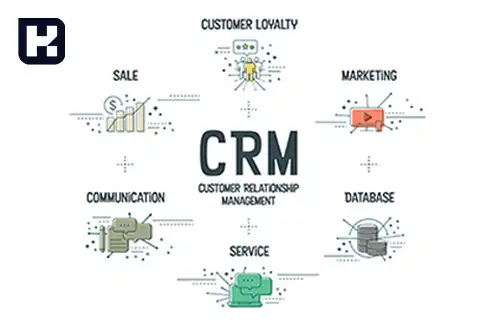 CUSTOMER LOYALTY
SALE
MARKETING
CRM
CUSTOMER RELATIONSHIP
MANAGEMENT
COMMUNICATION
DATABASE
SERVICE